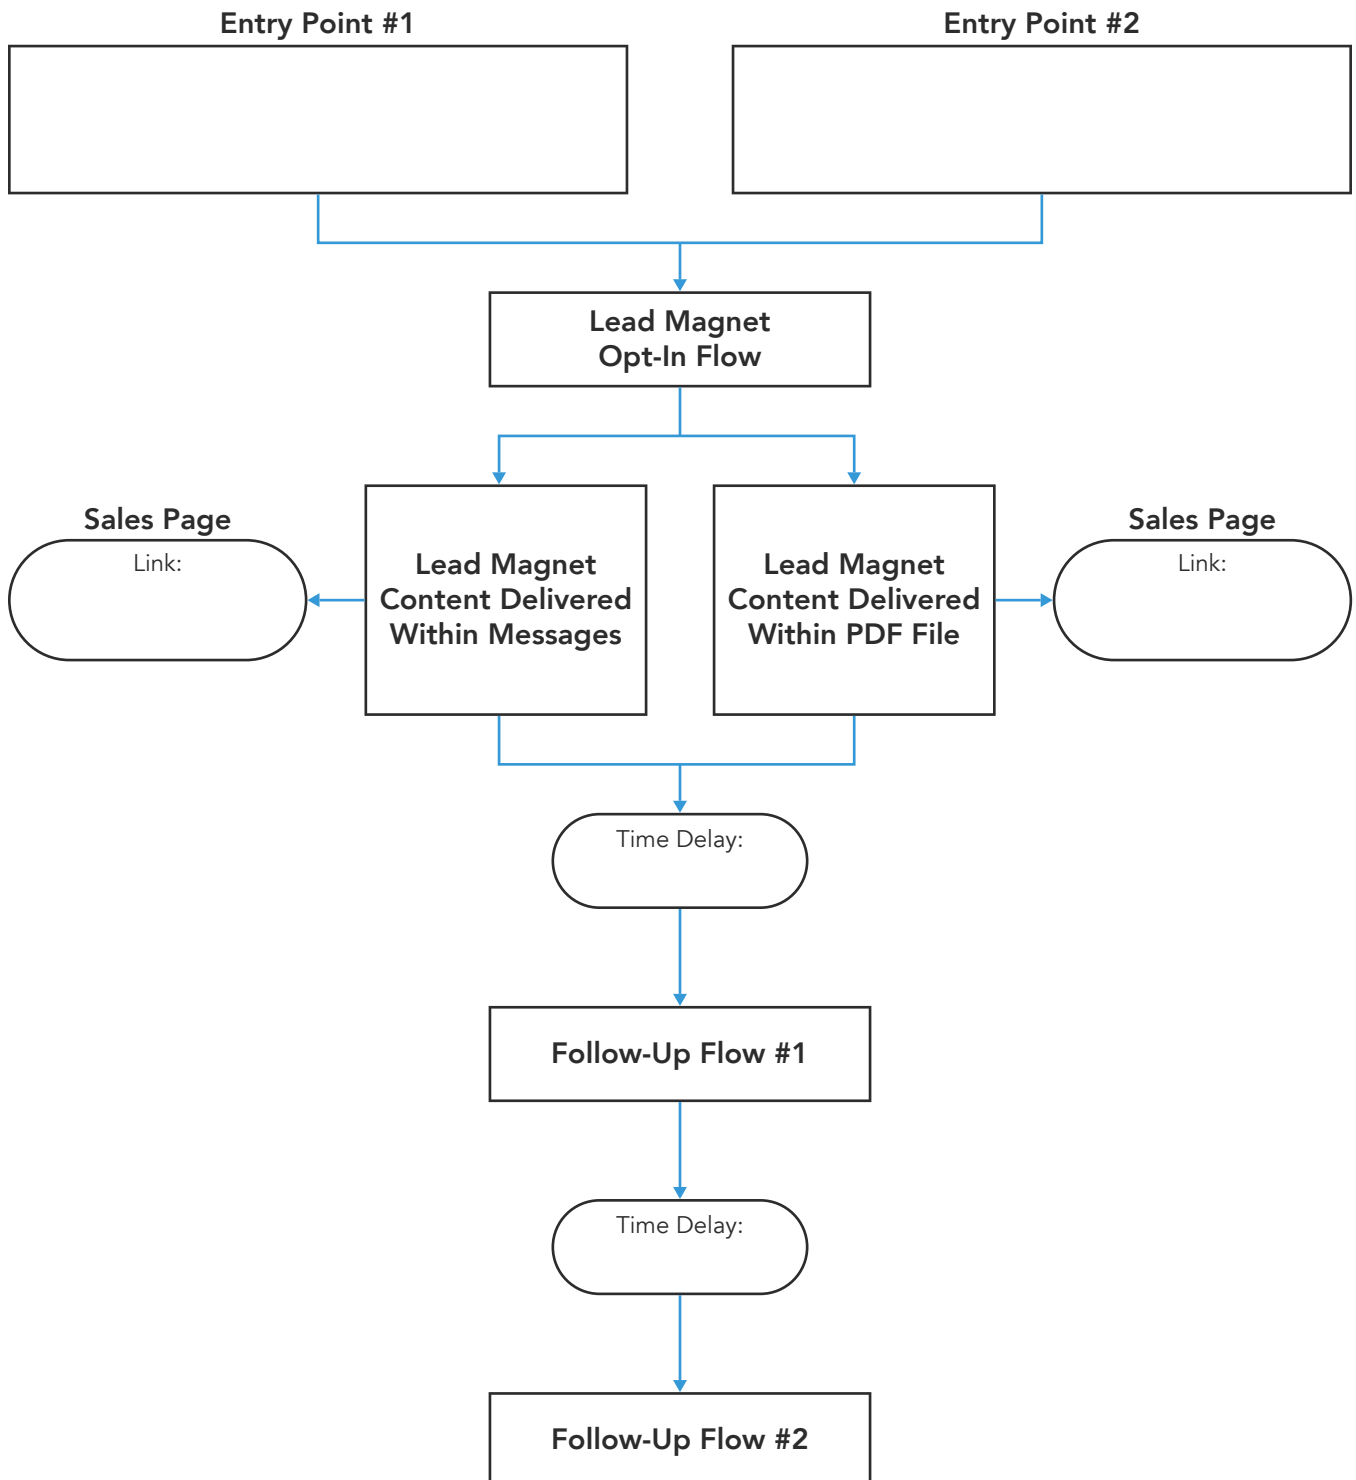 Entry Point #1
Entry Point #2
Lead Magnet
Opt-In Flow
Sales Page
Link:
Lead Magnet
Content Delivered
Within Messages
Lead Magnet
Content Delivered
Within PDF File
Sales Page
Link:
Time Delay:
Follow-Up Flow #1
Time Delay:
Follow-Up Flow #2